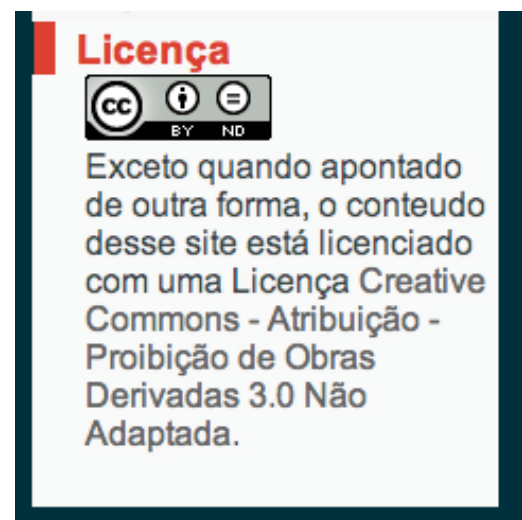 Licença
cc
BY ND
Exceto quando apontado
de outra forma, o conteudo
desse site está licenciado
com uma Licença Creative
Commons - Atribuição -
Proibição de Obras
Derivadas 3.0 Não
Adaptada.